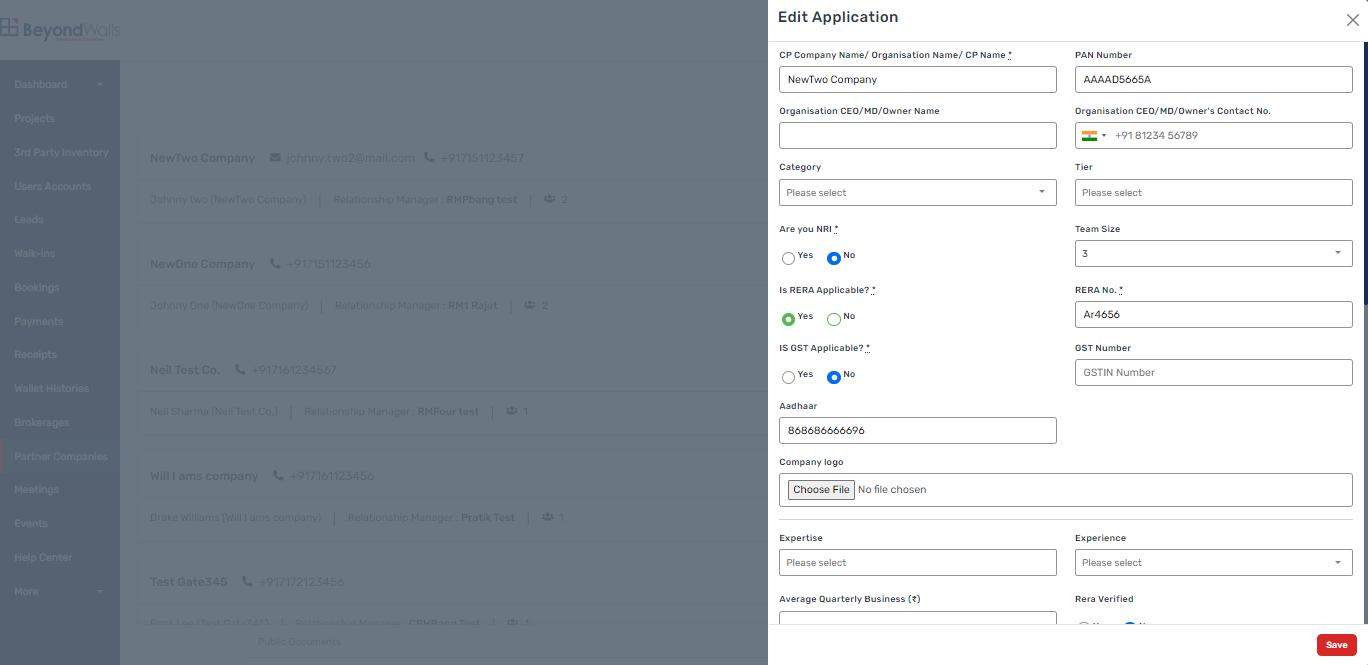 BeyondWalls
Dashboard
Projects
3rd Party Inventory
Users Accounts
Leads
Walk-ins
Bookings
Payments
Receipts
Wallet Histories
Brokerages
Partner Companies
Meetings
Events
Help Center
More
NewTwo Company johnny.two2@mail.com +917151123457
Johnny two (NewTwo Company) | Relationship Manager : RMPbang test | 2
NewOne Company +917151123456
Johnny One (NewOne Company) | Relationship Manager : RM1 Rajat | 2
Neil Test Co. +917161234567
Neil Sharma (Neil Test Co.) | Relationship Manager : RMFour test | 1
Will I ams company +917161123456
Drake Williams (Will I ams company) | Relationship Manager : Pratik Test | 1
Test Gate345 +917172123456
Relationship Manager :
Public Documents
Edit Application
CP Company Name/ Organisation Name/ CP Name * PAN Number
NewTwo Company AAAAD5665A
Organisation CEO/MD/Owner Name Organisation CEO/MD/Owner's Contact No.
+91 81234 56789
Category Tier
Please select Please select
Are you NRI * Team Size
Yes No 3
Is RERA Applicable? * RERA No. *
Yes No Ar4656
IS GST Applicable? * GST Number
Yes No GSTIN Number
Aadhaar
868686666696
Company logo
Choose File No file chosen
Expertise Experience
Please select Please select
Average Quarterly Business (₹) Rera Verified
Save